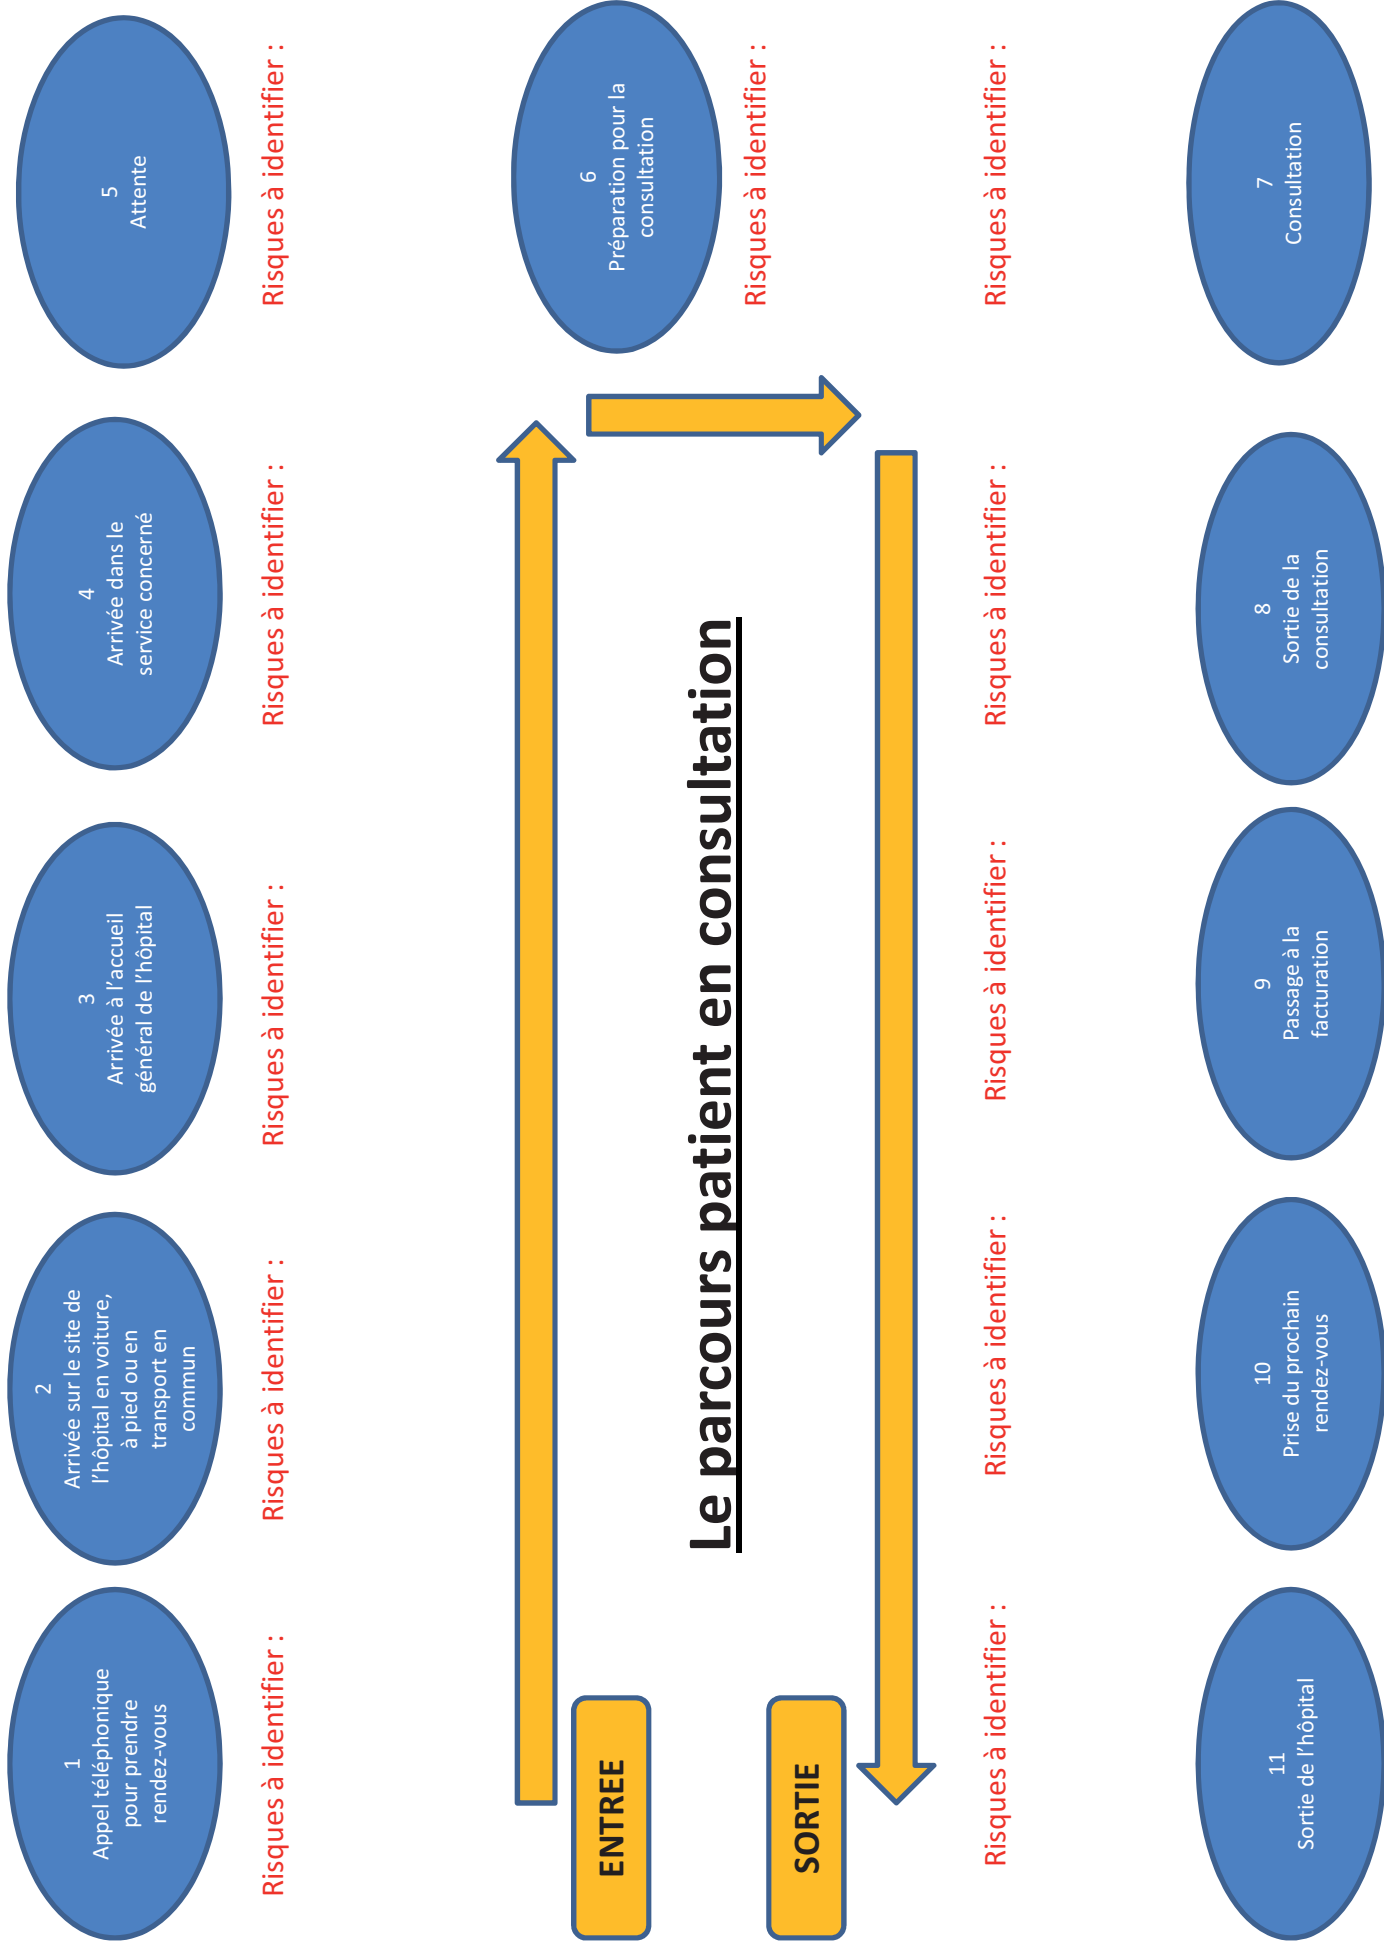 1
Appel téléphonique
pour prendre
rendez-vous
2
Arrivée sur le site de
l’hôpital en voiture,
à pied ou en
transport en
commun
3
Arrivée à l’accueil
général de l’hôpital
4
Arrivée dans le
service concerné
5
Attente
Risques à identifier :
Risques à identifier :
Risques à identifier :
Risques à identifier :
Risques à identifier :
6
Préparation pour la
consultation
Risques à identifier :
ENTREE
Le parcours patient en consultation
SORTIE
Risques à identifier :
Risques à identifier :
Risques à identifier :
Risques à identifier :
Risques à identifier :
7
Consultation
8
Sortie de la
consultation
9
Passage à la
facturation
10
Prise du prochain
rendez-vous
11
Sortie de l’hôpital